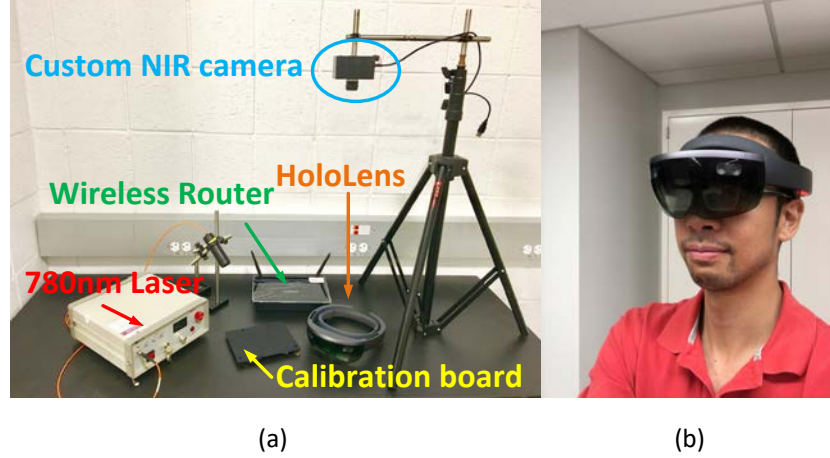 Custom NIR camera
HoloLens
Wireless Router
780nm Laser
Calibration board
(a)
(b)